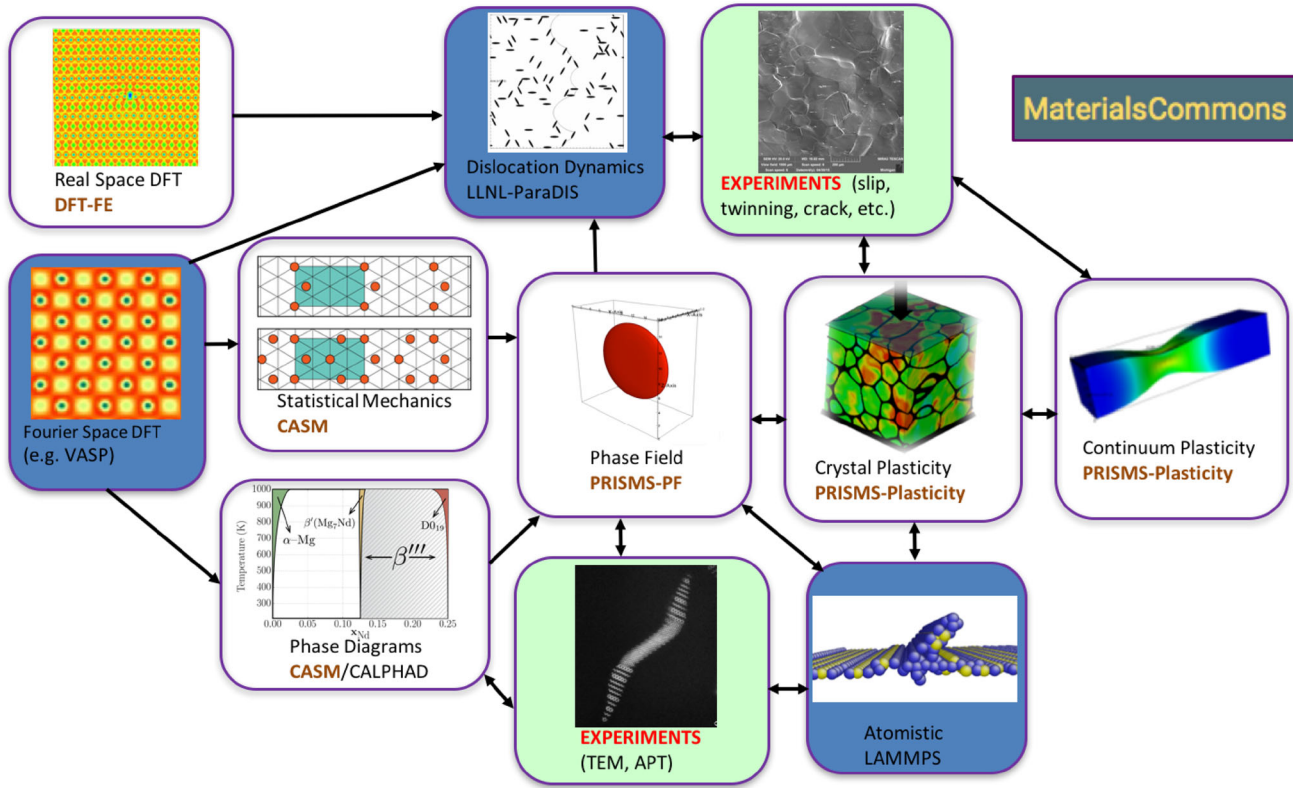 Real Space DFT
DFT-FE
Dislocation Dynamics
LLNL-ParaDIS
EXPERIMENTS (slip,
twinning, crack, etc.)
MaterialsCommons
Fourier Space DFT
(e.g. VASP)
Statistical Mechanics
CASM
Phase Field
PRISMS-PF
Crystal Plasticity
PRISMS-Plasticity
Continuum Plasticity
PRISMS-Plasticity
Temperature (K)
1000
900
800
700
600
500
400
300
α–Mg
β′(Mg₇Nd)
β‴
D0₁₉
0.00 0.05 0.10 0.15 0.20 0.25
x_Nd
Phase Diagrams
CASM/CALPHAD
EXPERIMENTS
(TEM, APT)
Atomistic
LAMMPS